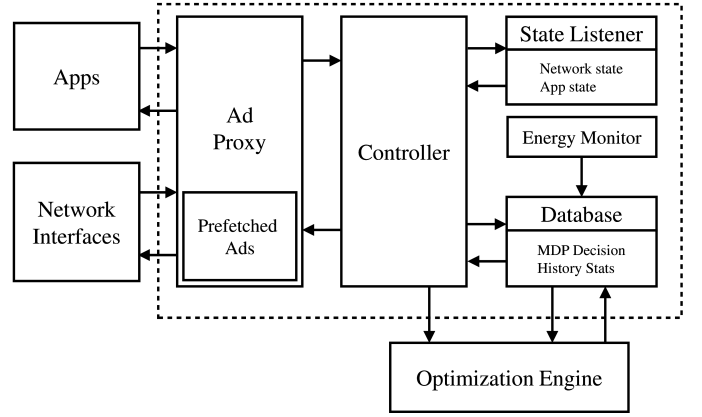 Apps
Network
Interfaces
Ad
Proxy
Prefetched
Ads
Controller
State Listener
Network state
App state
Energy Monitor
Database
MDP Decision
History Stats
Optimization Engine